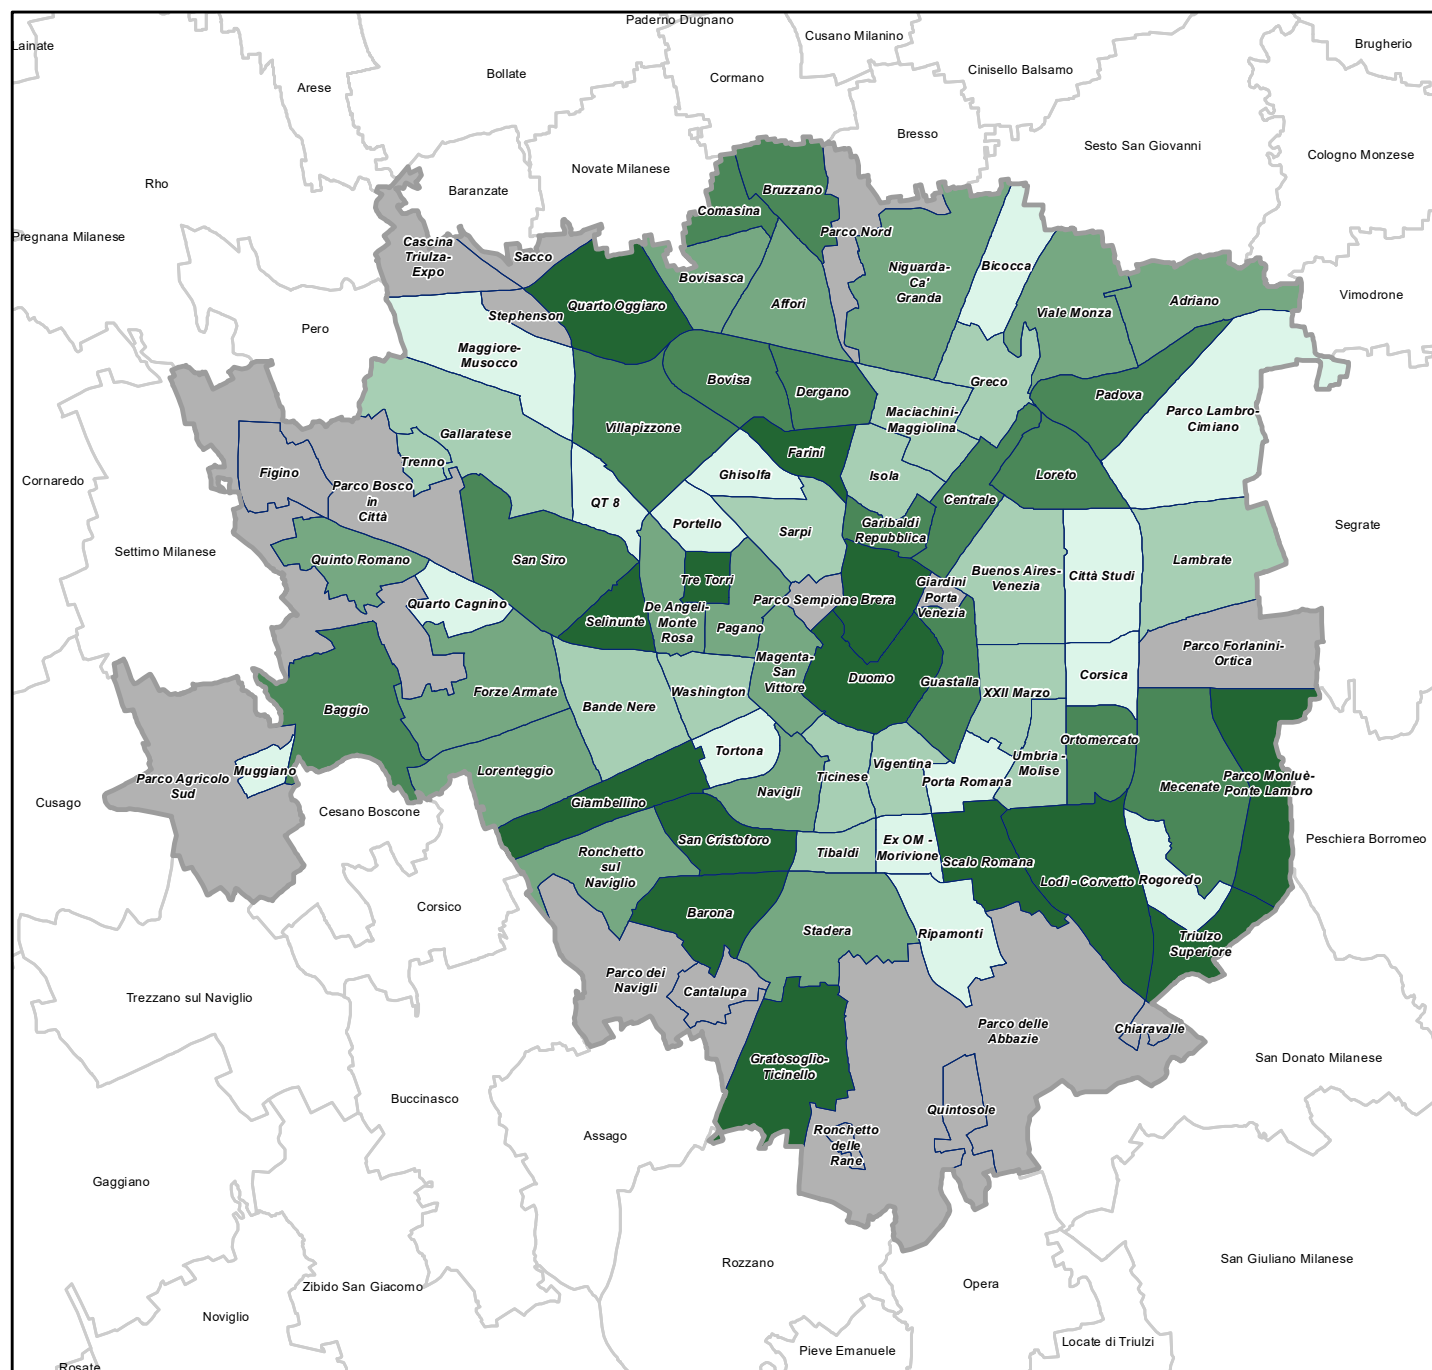 Paderno Dugnano
Lainate
Cusano Milanino
Brugherio
Bollate
Cormano
Cinisello Balsamo
Arese
Bresso
Sesto San Giovanni
Cologno Monzese
Novate Milanese
Rho
Baranzate
Bruzzano
Comasina
Parco Nord
Pregnana Milanese
Cascina
Triulza-
Expo
Sacco
Bovisasca
Niguarda-
Ca'
Granda
Bicocca
Vimodrone
Quarto Oggiaro
Affori
Adriano
Viale Monza
Stephenson
Pero
Maggiore-
Musocco
Bovisa
Dergano
Greco
Padova
Maciachini-
Maggiolina
Parco Lambro-
Cimiano
Villapizzone
Gallaratese
Farini
Trenno
Figino
Ghisolfa
Isola
Loreto
Cornaredo
Parco Bosco
in
Città
QT 8
Centrale
Portello
Garibaldi
Repubblica
Segrate
Sarpi
Settimo Milanese
Quinto Romano
San Siro
Lambrate
Buenos Aires-
Venezia
Città Studi
Tre Torri
Giardini
Porta
Venezia
Parco Sempione
Brera
Quarto Cagnino
De Angeli-
Monte
Rosa
Selinunte
Pagano
Parco Forlanini-
Ortica
Magenta-
San
Vittore
Duomo
Guastalla
Corsica
Forze Armate
Washington
XXII Marzo
Bande Nere
Baggio
Ortomercato
Tortona
Vigentina
Umbria -
Molise
Lorenteggio
Muggiano
Parco Agricolo
Sud
Ticinese
Porta Romana
Parco Monluè-
Ponte Lambro
Mecenate
Navigli
Cusago
Giambellino
Cesano Boscone
Peschiera Borromeo
San Cristoforo
Ex OM -
Morivione
Tibaldi
Ronchetto
sul
Naviglio
Scalo Romana
Lodi - Corvetto
Rogoredo
Corsico
Barona
Stadera
Ripamonti
Triulzo
Superiore
Parco dei
Navigli
Cantalupa
Trezzano sul Naviglio
Parco delle
Abbazie
Chiaravalle
Gratosoglio-
Ticinello
San Donato Milanese
Buccinasco
Quintosole
Assago
Ronchetto
delle
Rane
Gaggiano
Rozzano
San Giuliano Milanese
Zibido San Giacomo
Opera
Noviglio
Locate di Triulzi
Pieve Emanuele
Rosate